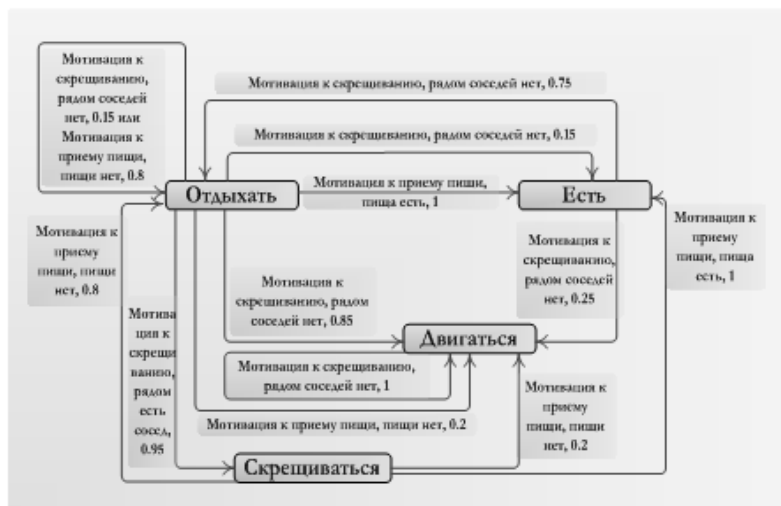 Мотивация к
скрещиванию,
рядом соседей
нет, 0.15 или
Мотивация к
приему пищи,
пищи нет, 0.8
Мотивация к скрещиванию, рядом соседей нет, 0.75
Мотивация к скрещиванию, рядом соседей нет, 0.15
Отдыхать
Мотивация к приему пищи,
пища есть, 1
Есть
Мотивация к
приему
пищи, пищи
нет, 0.8
Мотивация к
скрещиванию,
рядом соседей
нет, 0.25
Мотивация к
приему
пищи, пища
есть, 1
Мотивация к
скрещиванию, рядом
соседей нет, 0.85
Мотива
ция к
скрещи
ванию,
рядом
есть
сосед,
0.95
Двигаться
Мотивация к скрещиванию,
рядом соседей нет, 1
Мотивация к
приему
пищи, пищи
нет, 0.2
Мотивация к приему пищи, пищи нет, 0.2
Скрещиваться